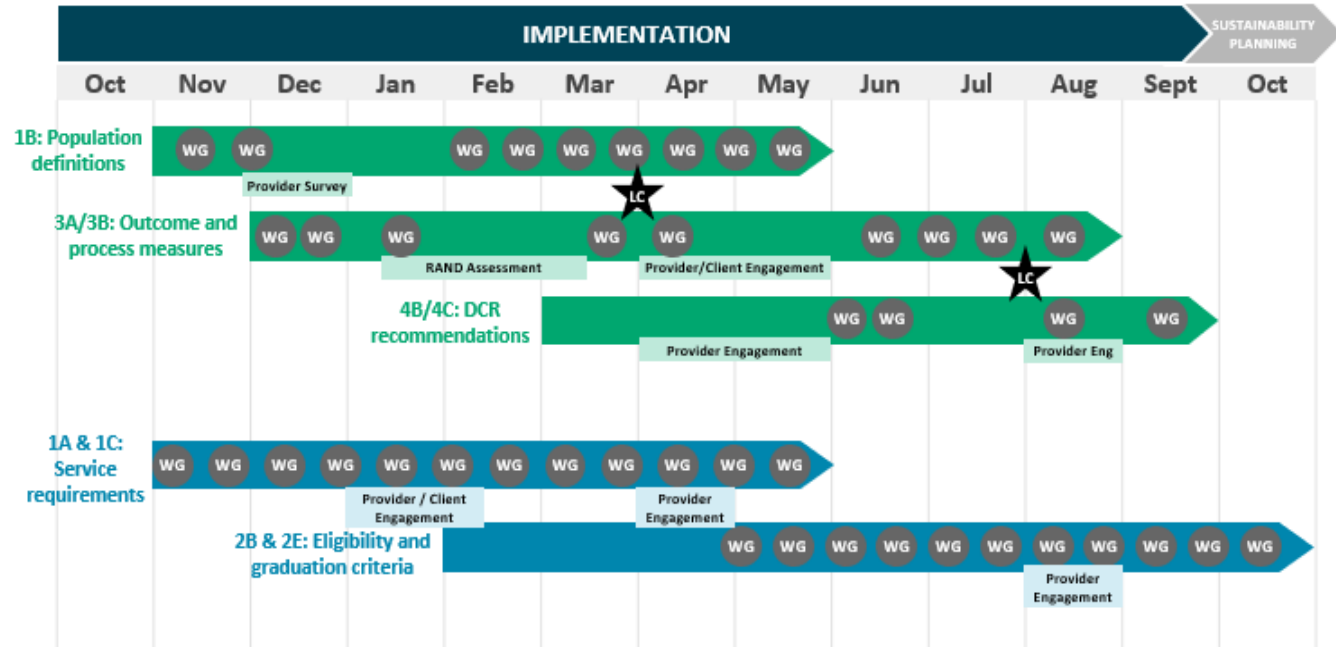 IMPLEMENTATION
SUSTAINABILITY
PLANNING
Oct Nov Dec Jan Feb Mar Apr May Jun Jul Aug Sept Oct
1B: Population
definitions
WG WG WG WG WG WG WG WG WG
Provider Survey
LC
3A/3B: Outcome and
process measures
WG WG WG WG WG WG WG WG WG
RAND Assessment
Provider/Client Engagement
LC
4B/4C: DCR
recommendations
WG WG WG WG
Provider Engagement
Provider Eng
1A & 1C:
Service
requirements
WG WG WG WG WG WG WG WG WG WG WG WG
Provider / Client
Engagement
Provider
Engagement
2B & 2E: Eligibility and
graduation criteria
WG WG WG WG WG WG WG WG WG WG WG
Provider
Engagement